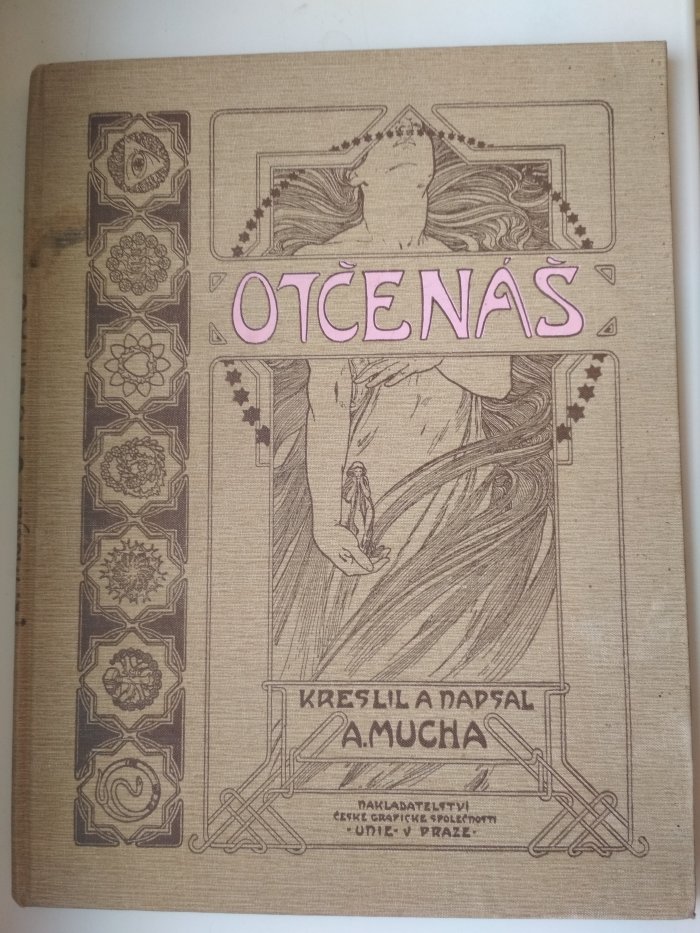 OTČENÁŠ
KRESLIL A NAPSAL
A. MUCHA
NAKLADATELSTVÍ
ČESKÉ GRAFICKÉ SPOLEČNOSTI
·UNIE· V PRAZE·